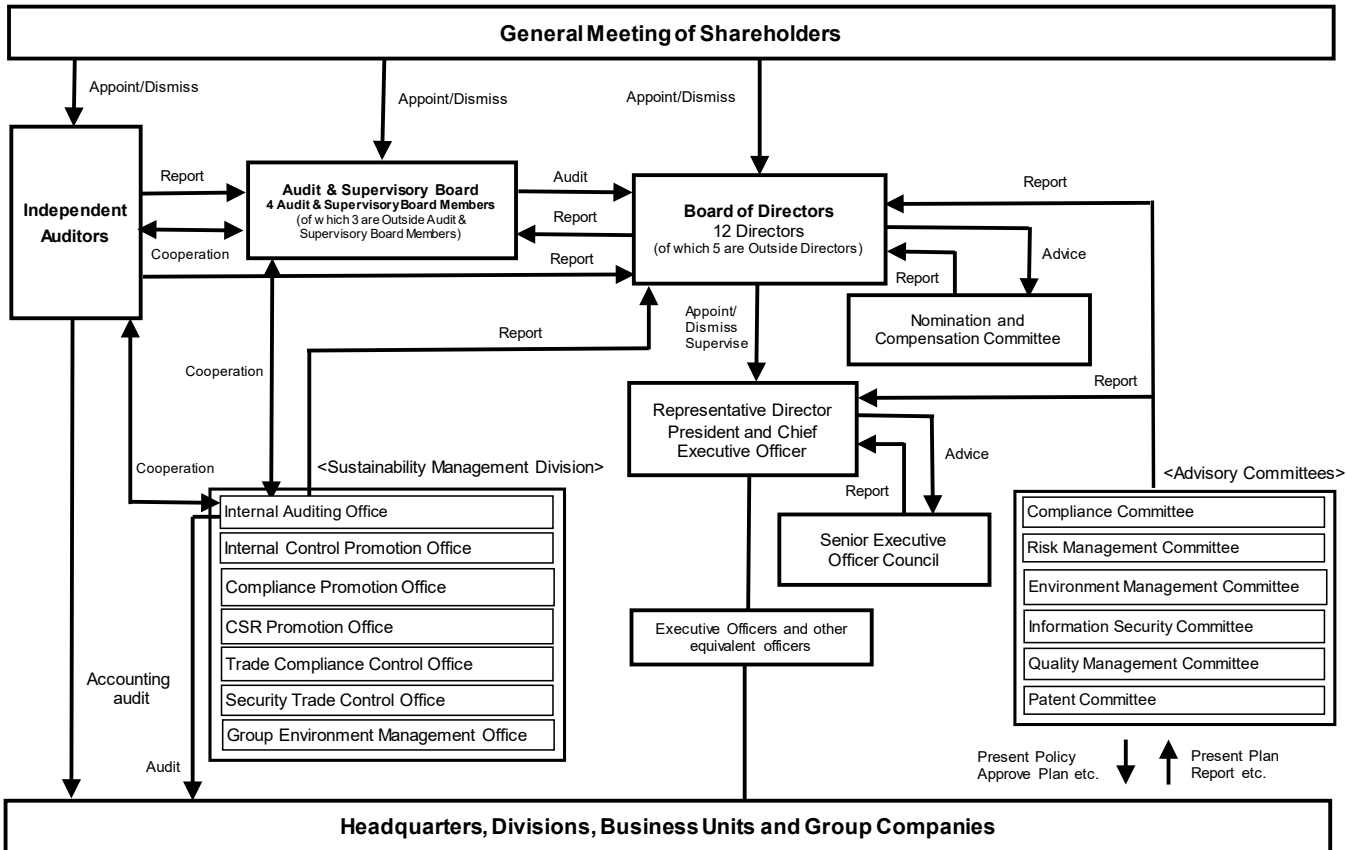 General Meeting of Shareholders
Appoint/Dismiss
Appoint/Dismiss
Appoint/Dismiss
Independent
Auditors
Report
Cooperation
Audit & Supervisory Board
4 Audit & Supervisory Board Members
(of which 3 are Outside Audit &
Supervisory Board Members)
Audit
Report
Report
Board of Directors
12 Directors
(of which 5 are Outside Directors)
Report
Advice
Report
Nomination and
Compensation Committee
Appoint/
Dismiss
Supervise
Report
Cooperation
Report
Representative Director
President and Chief
Executive Officer
Advice
Report
Cooperation
<Sustainability Management Division>
<Advisory Committees>
Internal Auditing Office
Internal Control Promotion Office
Compliance Promotion Office
CSR Promotion Office
Trade Compliance Control Office
Security Trade Control Office
Group Environment Management Office
Senior Executive
Officer Council
Executive Officers and other
equivalent officers
Compliance Committee
Risk Management Committee
Environment Management Committee
Information Security Committee
Quality Management Committee
Patent Committee
Accounting
audit
Audit
Present Policy
Approve Plan etc.
Present Plan
Report etc.
Headquarters, Divisions, Business Units and Group Companies